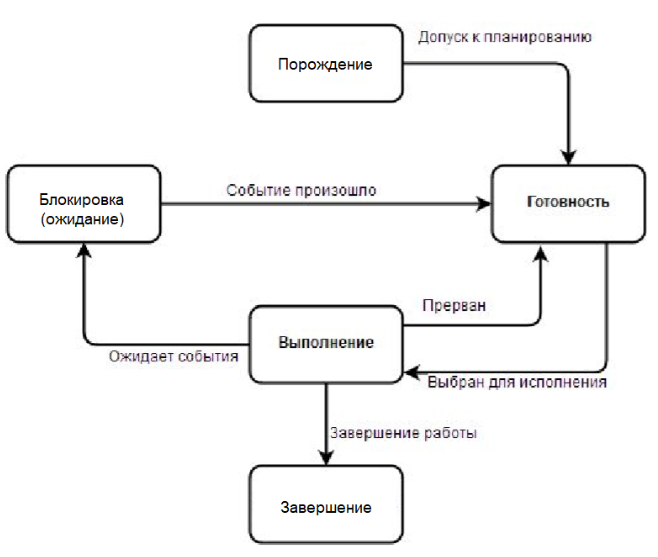 Допуск к планированию
Порождение
Блокировка
(ожидание)
Событие произошло
Готовность
Прерван
Выполнение
Ожидает события
Выбран для исполнения
Завершение работы
Завершение